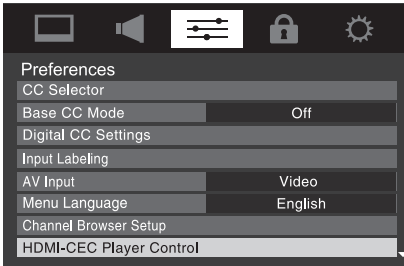 Preferences
CC Selector
Base CC Mode Off
Digital CC Settings
Input Labeling
AV Input Video
Menu Language English
Channel Browser Setup
HDMI-CEC Player Control